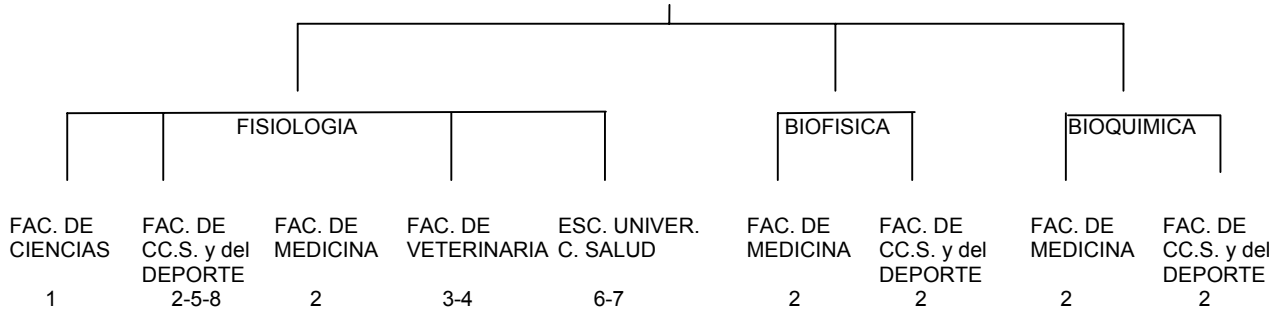 FISIOLOGIA BIOFISICA BIOQUIMICA
FAC. DE CIENCIAS
1
FAC. DE CC.S. y del DEPORTE
2-5-8
FAC. DE MEDICINA
2
FAC. DE VETERINARIA
3-4
ESC. UNIVER. C. SALUD
6-7
FAC. DE MEDICINA
2
FAC. DE CC.S. y del DEPORTE
2
FAC. DE MEDICINA
2
FAC. DE CC.S. y del DEPORTE
2